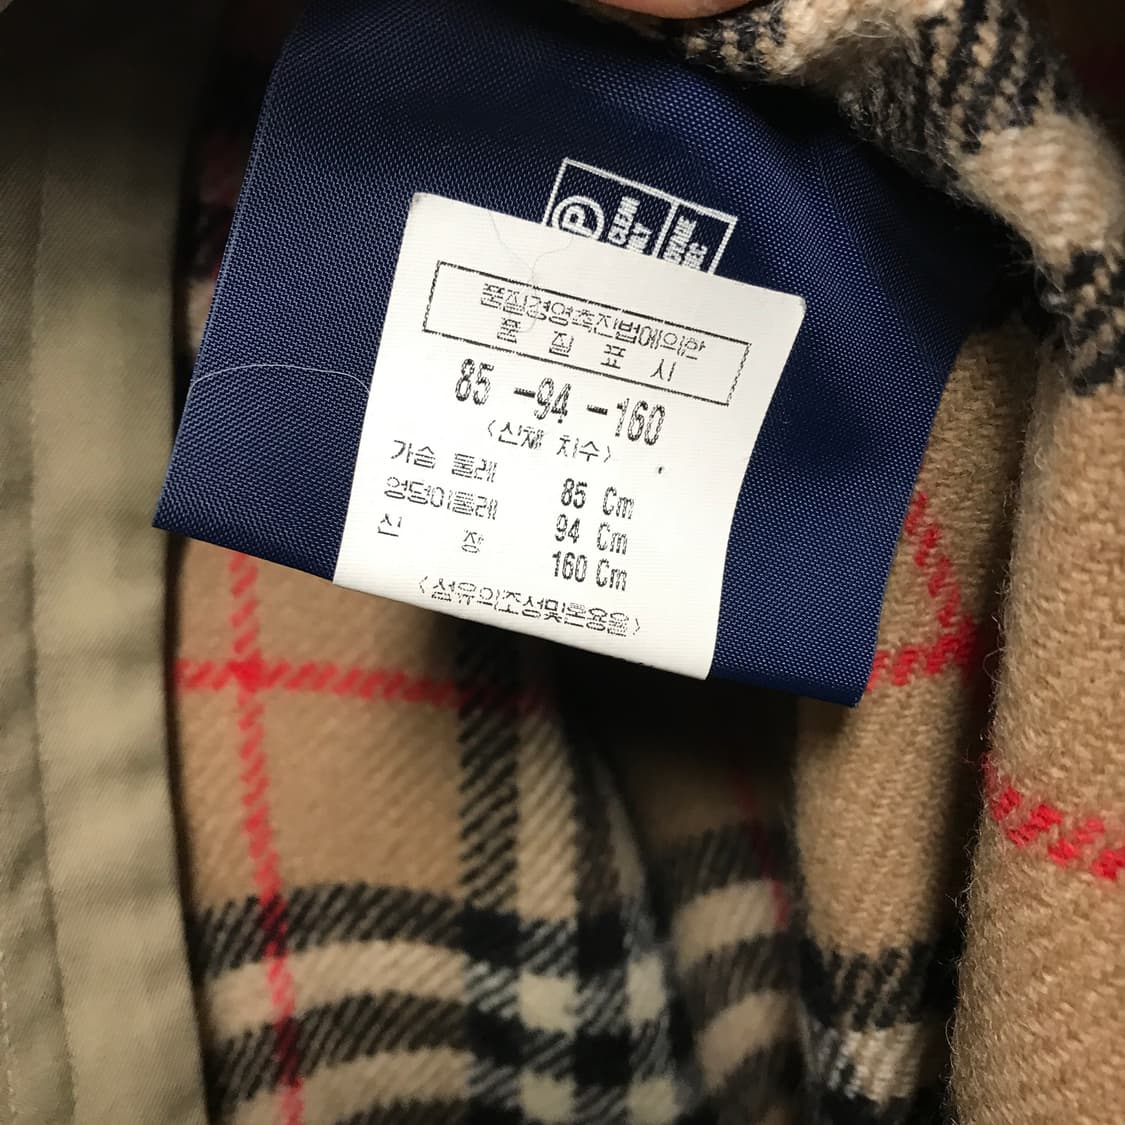 P
CLEAN
LY
품질경영촉진법에의한
품 질 표 시
85 -94 -160
<신체 치수>
가슴 둘레 85 Cm
엉덩이둘레 94 Cm
신 장 160 Cm
<섬유의조성및혼용율>